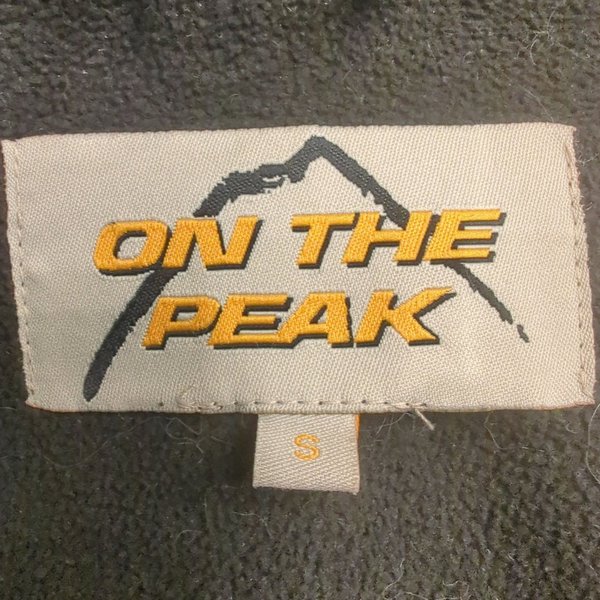 ON THE
PEAK
S